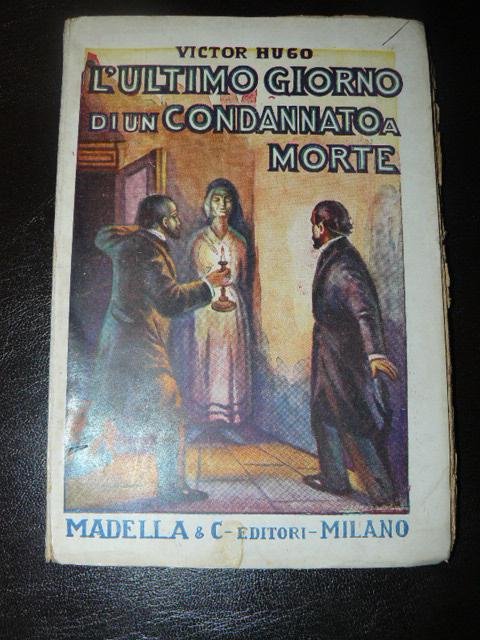 VICTOR HUGO
L'ULTIMO GIORNO
DI UN CONDANNATO A
MORTE
MADELLA & C - EDITORI - MILANO